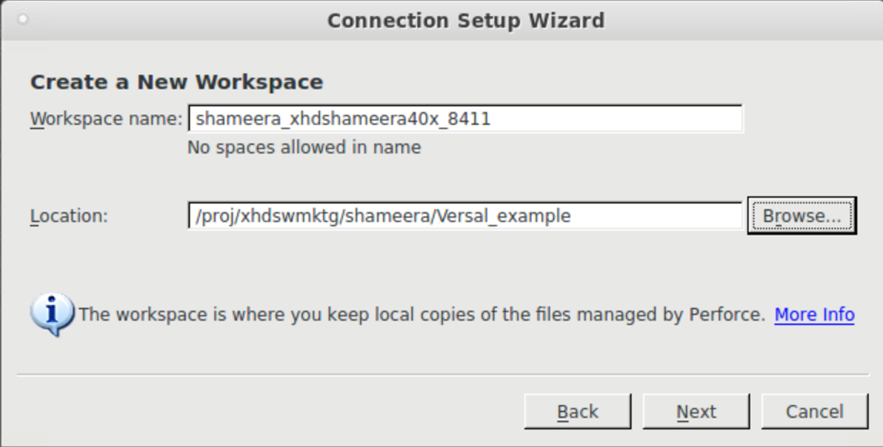 Connection Setup Wizard
Create a New Workspace
Workspace name: shameera_xhdshameera40x_8411
No spaces allowed in name
Location: /proj/xhdswmktg/shameera/Versal_example Browse...
The workspace is where you keep local copies of the files managed by Perforce. More Info
Back Next Cancel